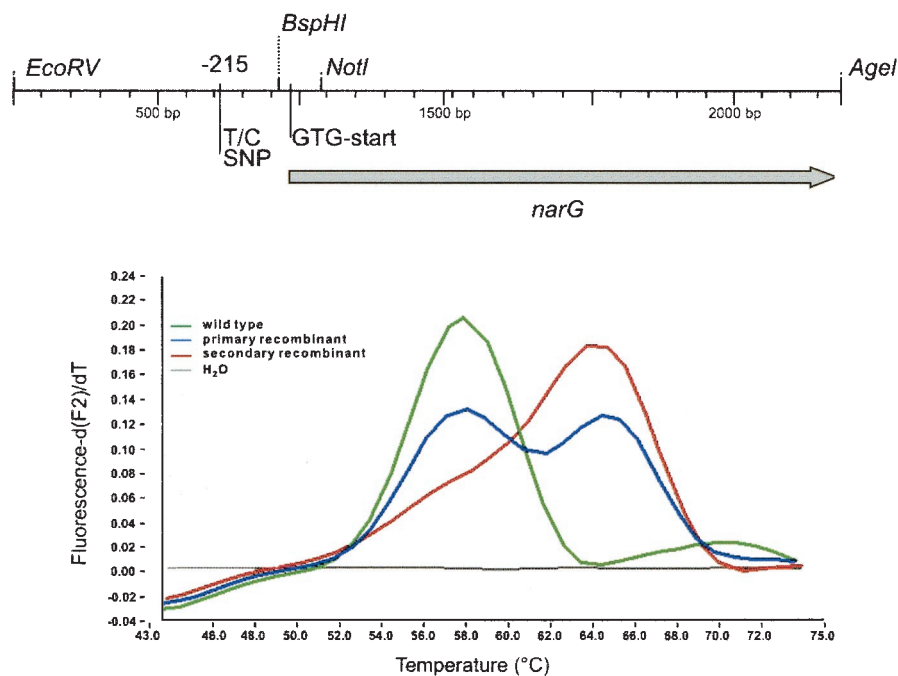 BspHI
EcoRV
-215
NotI
AgeI
500 bp
1500 bp
2000 bp
T/C
SNP
GTG-start
narG
0.24
0.22
0.20
0.18
0.16
0.14
0.12
0.10
0.08
0.06
0.04
0.02
0.00
-0.02
-0.04
Fluorescence-d(F2)/dT
wild type
primary recombinant
secondary recombinant
H₂O
43.0 46.0 48.0 50.0 52.0 54.0 56.0 58.0 60.0 62.0 64.0 66.0 68.0 70.0 72.0 75.0
Temperature (°C)